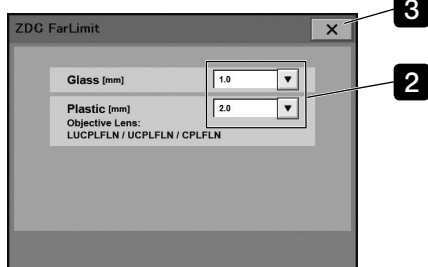 ZDC FarLimit
3
Glass [mm]
1.0
2
Plastic [mm]
2.0
Objective Lens:
LUCPLFLN / UCPLFLN / CPLFLN